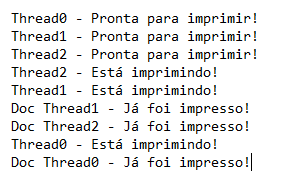 Thread0 - Pronta para imprimir!
Thread1 - Pronta para imprimir!
Thread2 - Pronta para imprimir!
Thread2 - Está imprimindo!
Thread1 - Está imprimindo!
Doc Thread1 - Já foi impresso!
Doc Thread2 - Já foi impresso!
Thread0 - Está imprimindo!
Doc Thread0 - Já foi impresso!